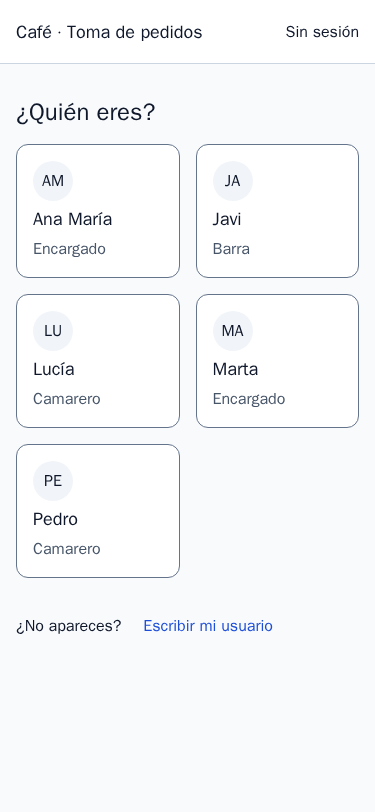 Café · Toma de pedidos
Sin sesión
¿Quién eres?
AM
Ana María
Encargado
JA
Javi
Barra
LU
Lucía
Camarero
MA
Marta
Encargado
PE
Pedro
Camarero
¿No apareces? Escribir mi usuario